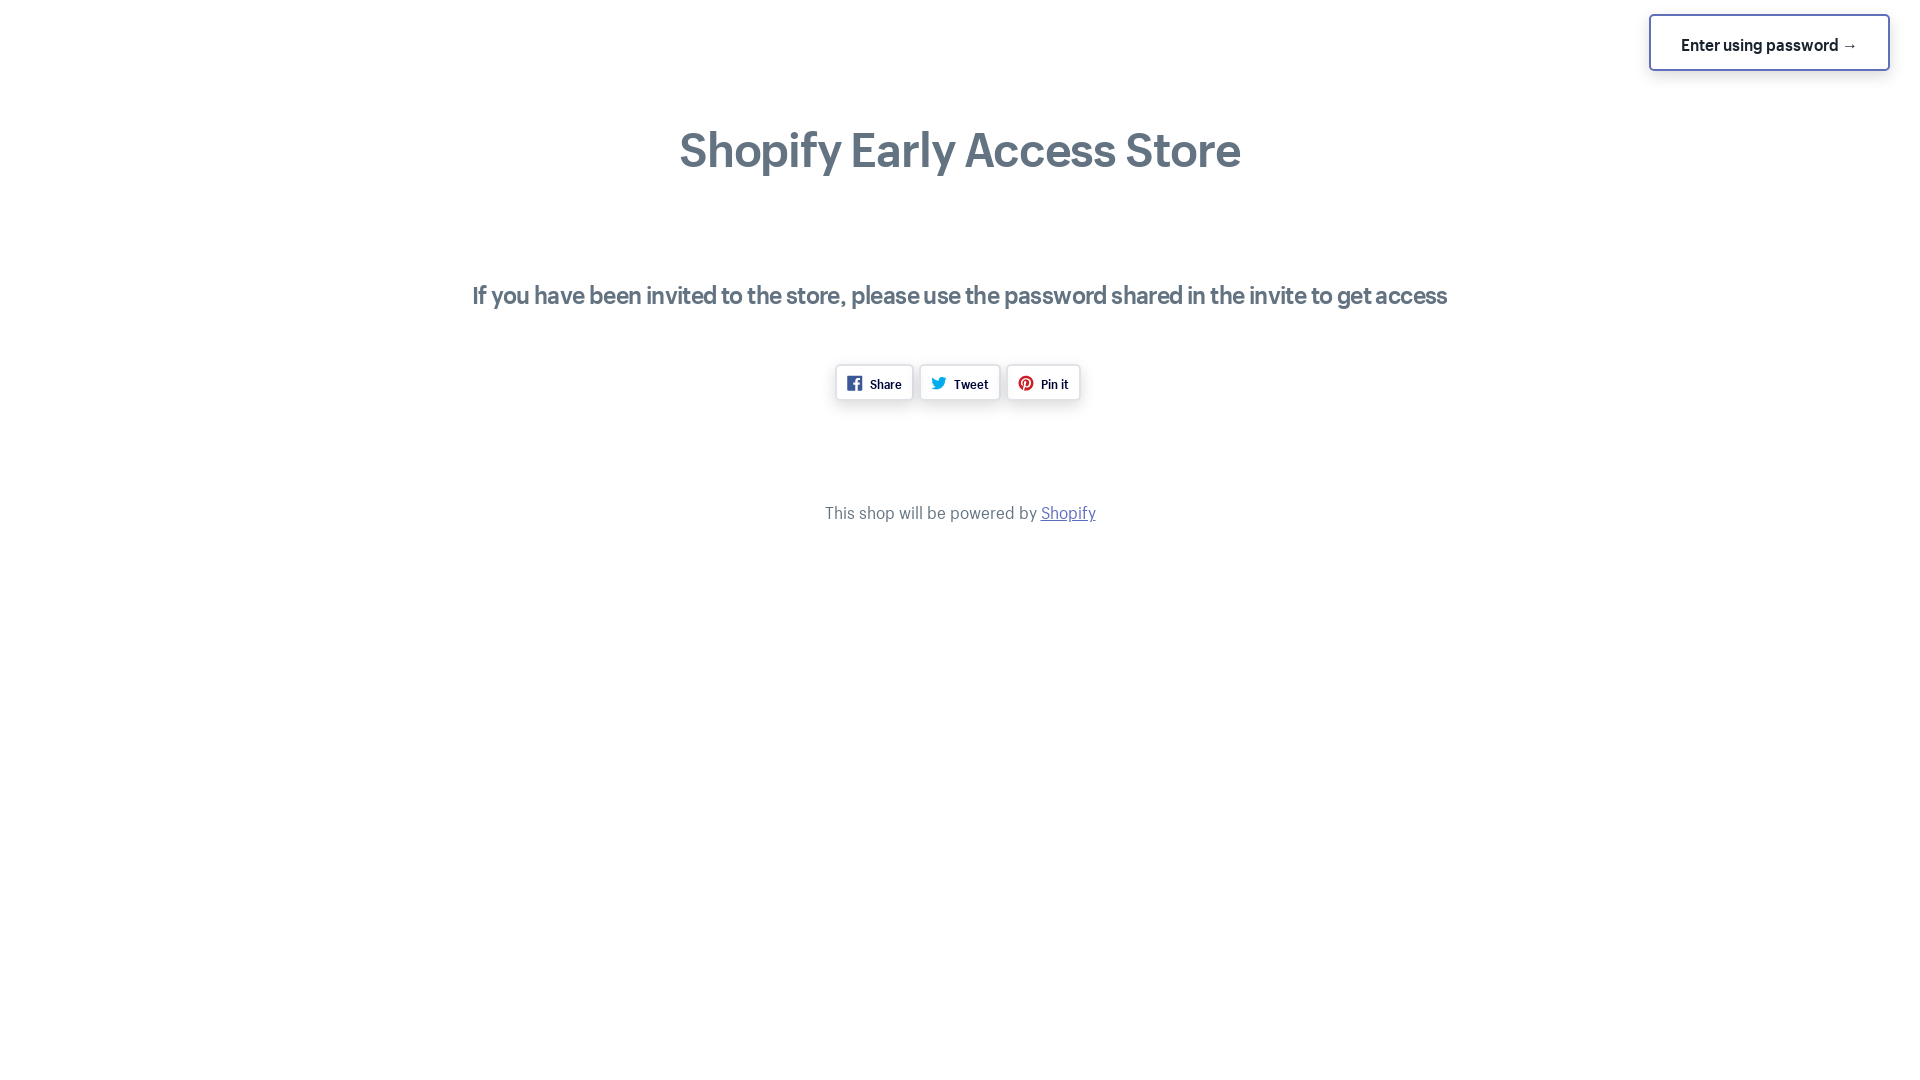 Enter using password →
Shopify Early Access Store
If you have been invited to the store, please use the password shared in the invite to get access
Share Tweet Pin it
This shop will be powered by Shopify